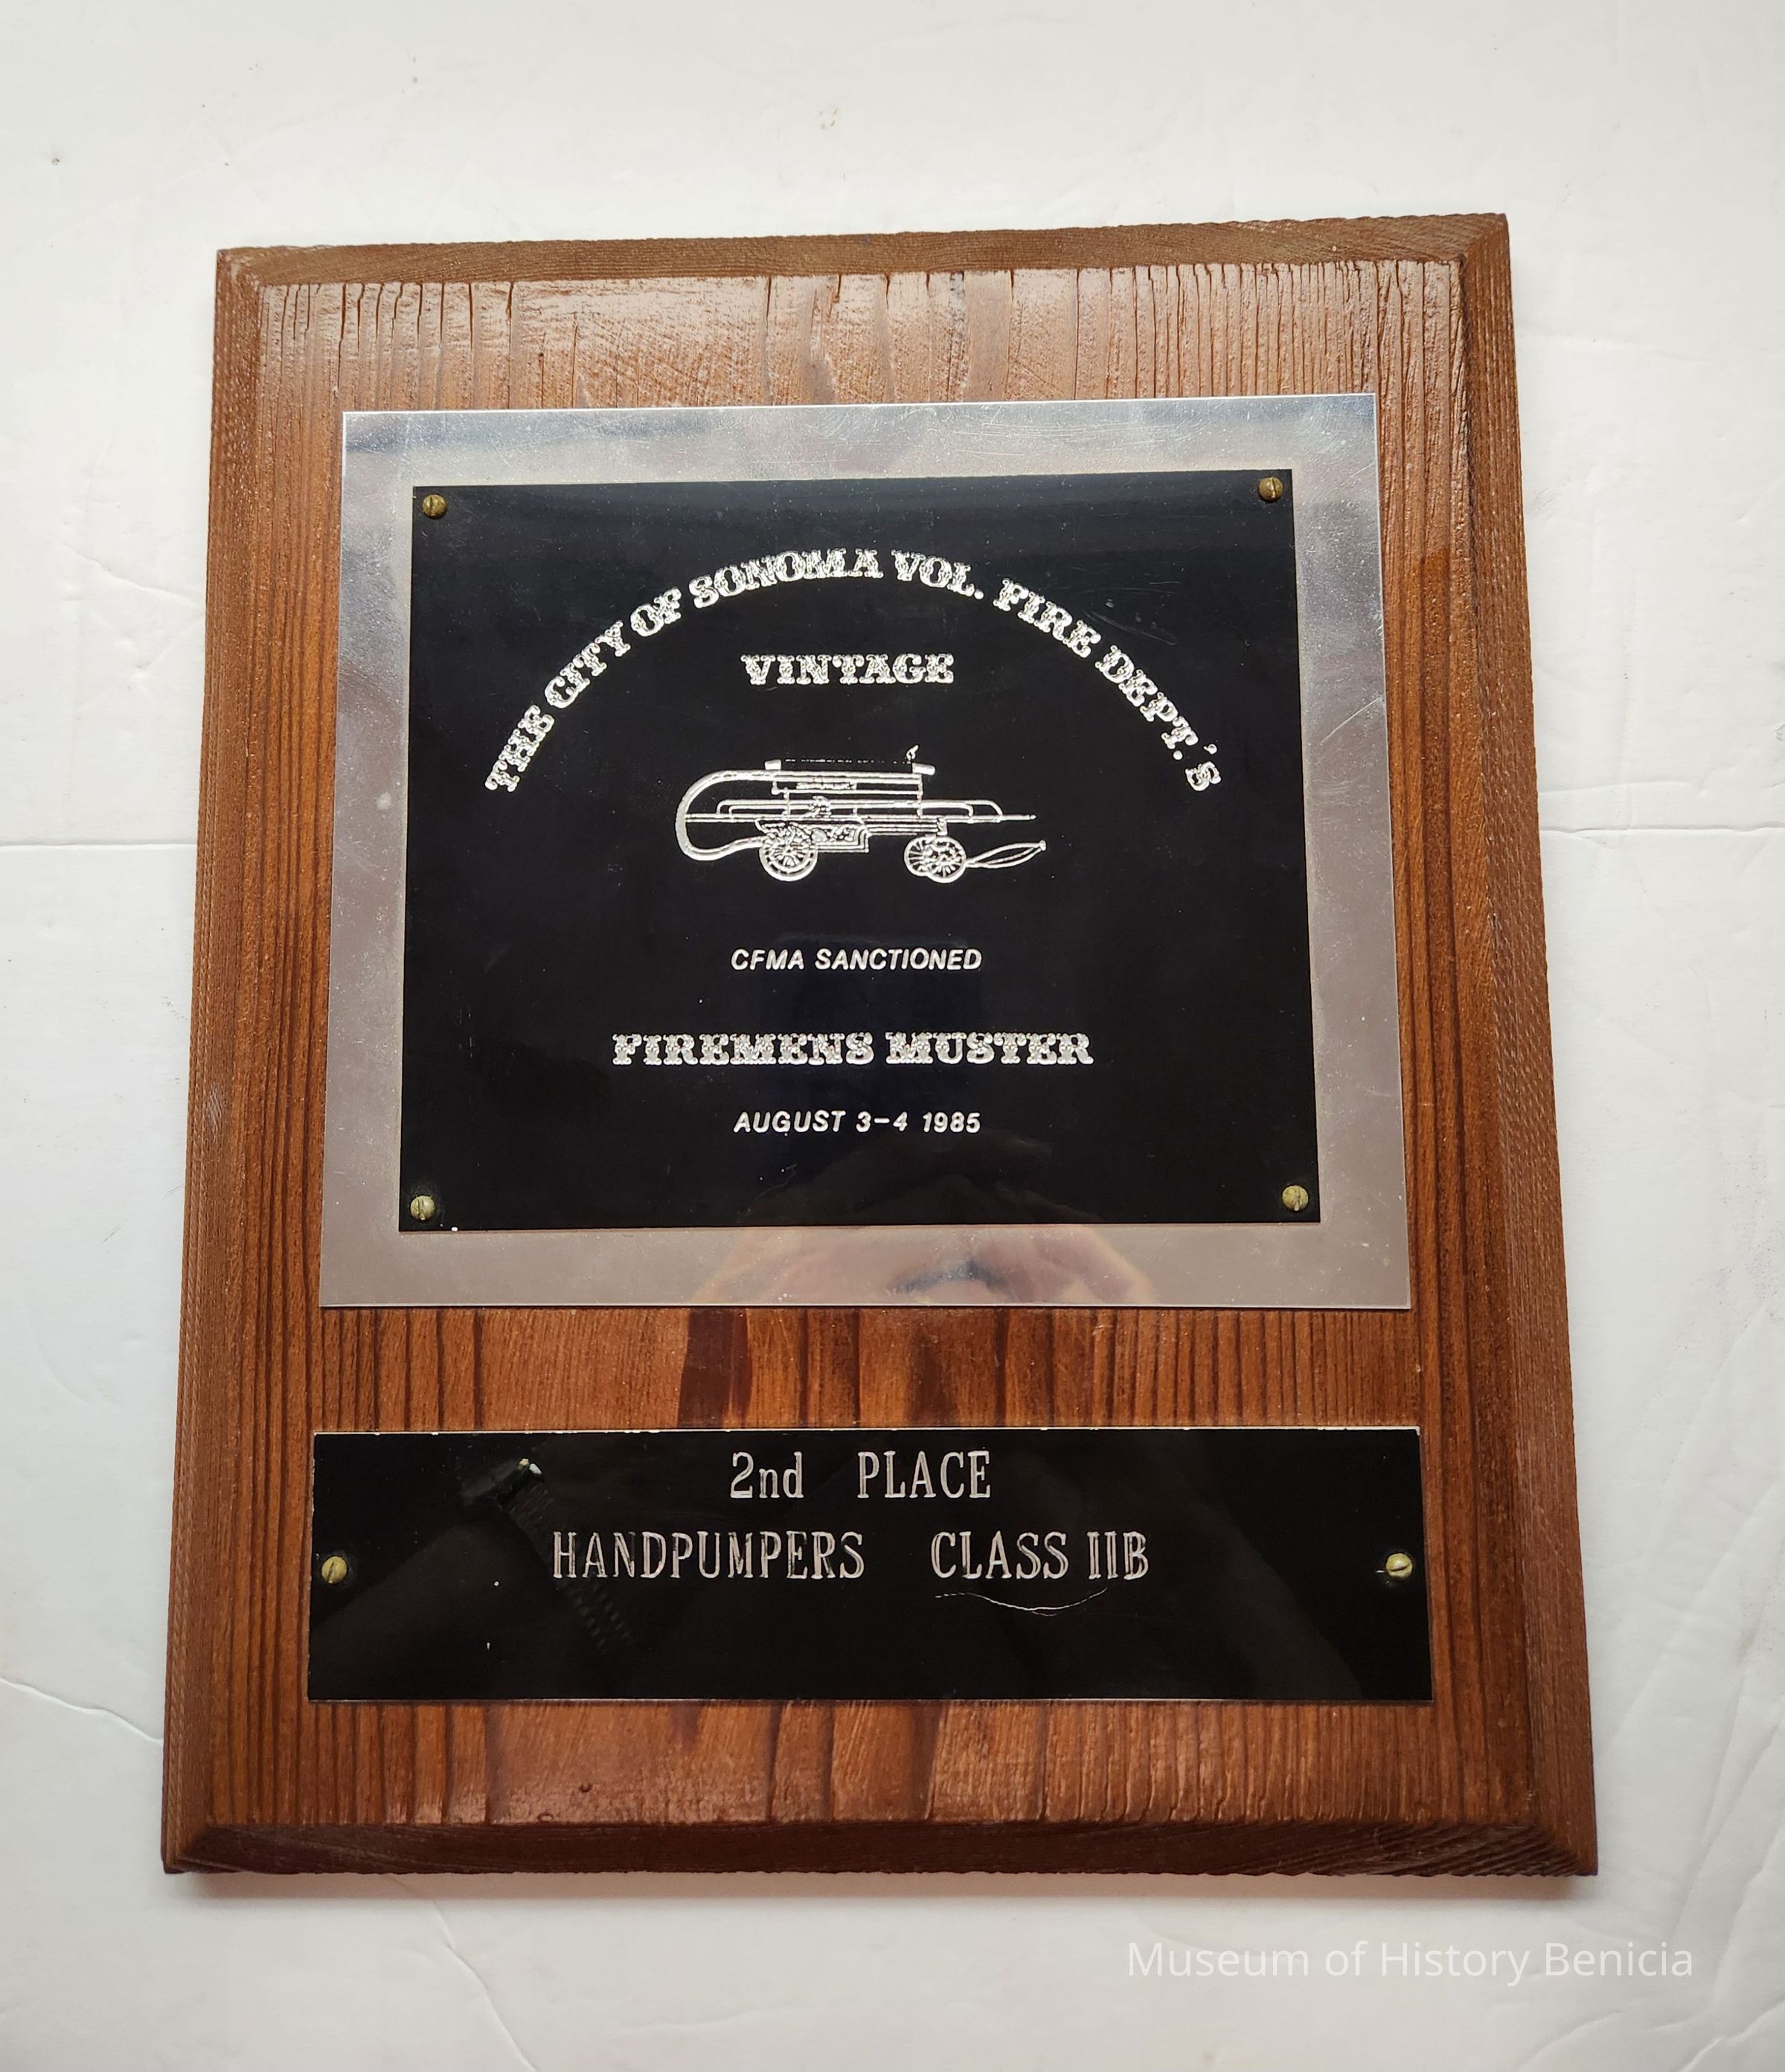 THE CITY OF SONOMA VOL. FIRE DEPT.'S
VINTAGE
CFMA SANCTIONED
FIREMENS MUSTER
AUGUST 3-4 1985
2nd PLACE
HANDPUMPERS CLASS IIB
Museum of History Benicia